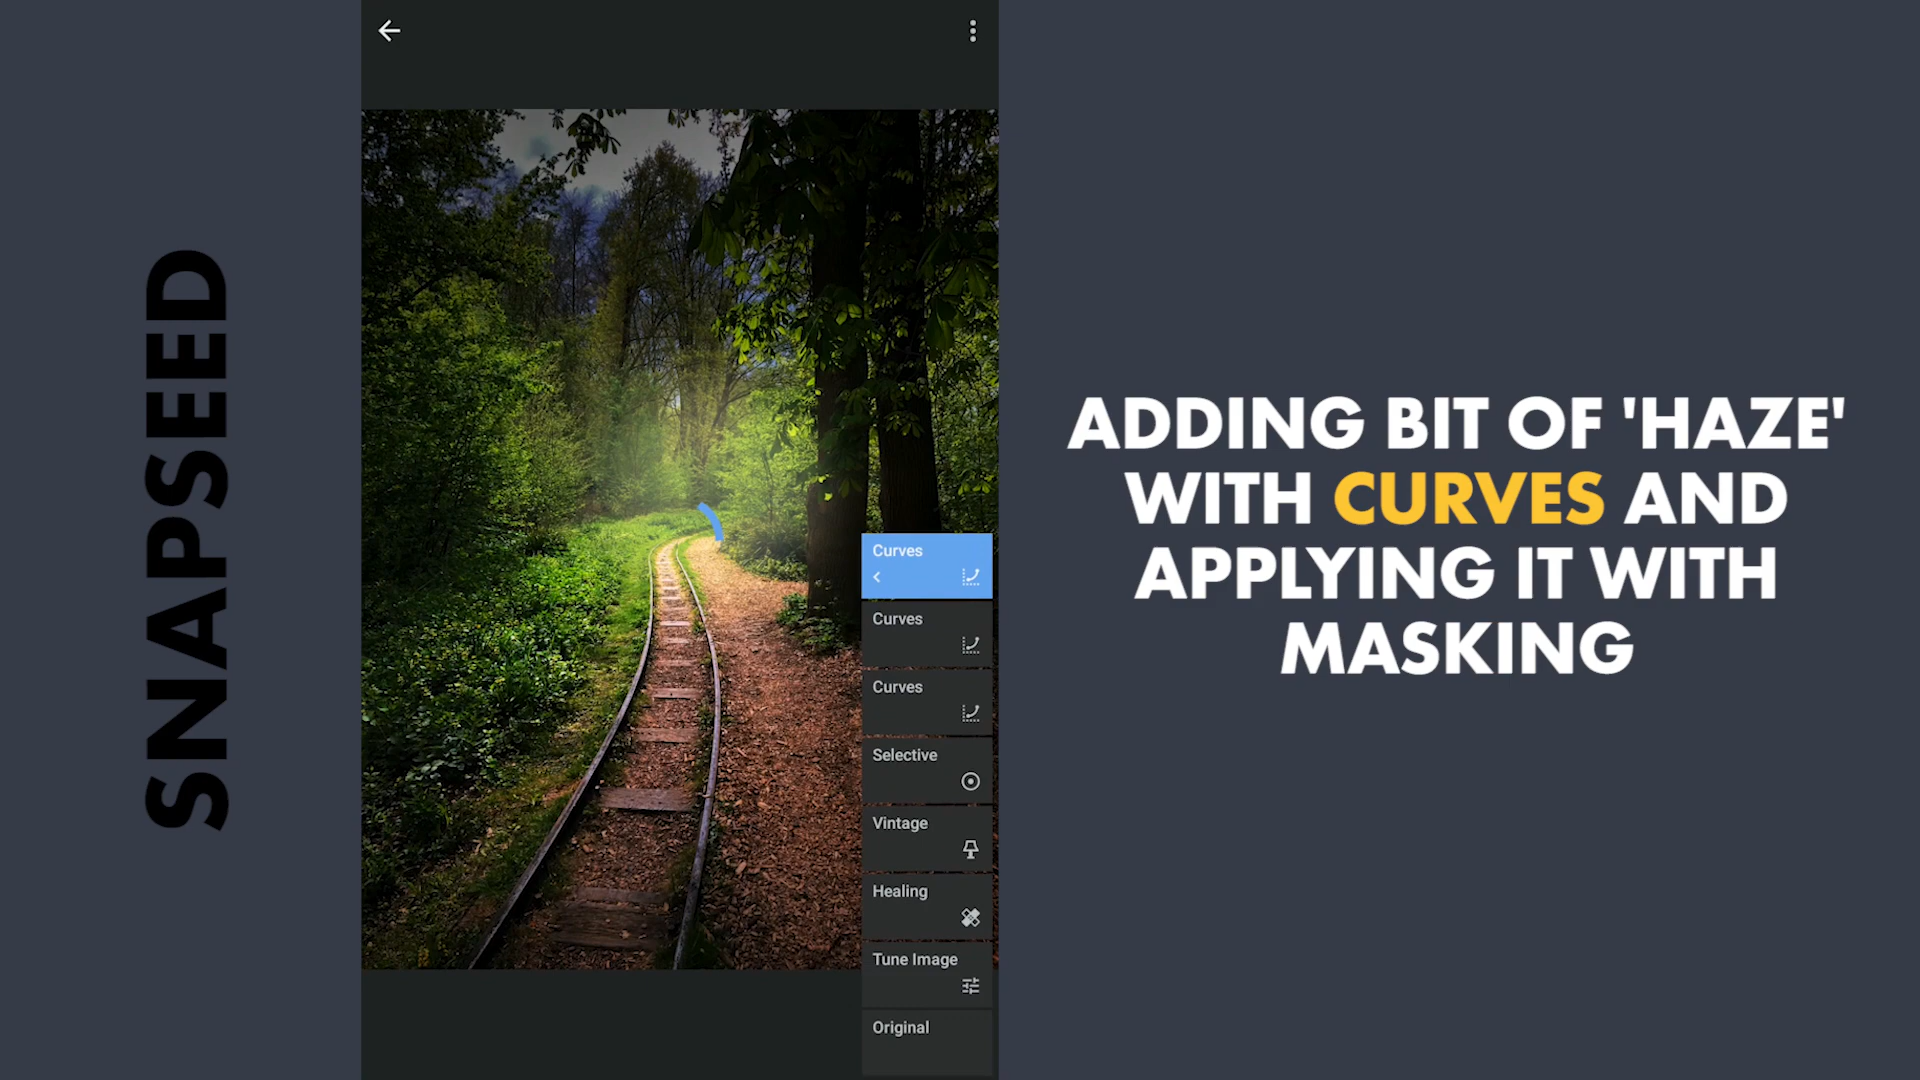 SNAPSEED
Curves
Curves
Curves
Selective
Vintage
Healing
Tune Image
Original
ADDING BIT OF 'HAZE'
WITH CURVES AND
APPLYING IT WITH
MASKING